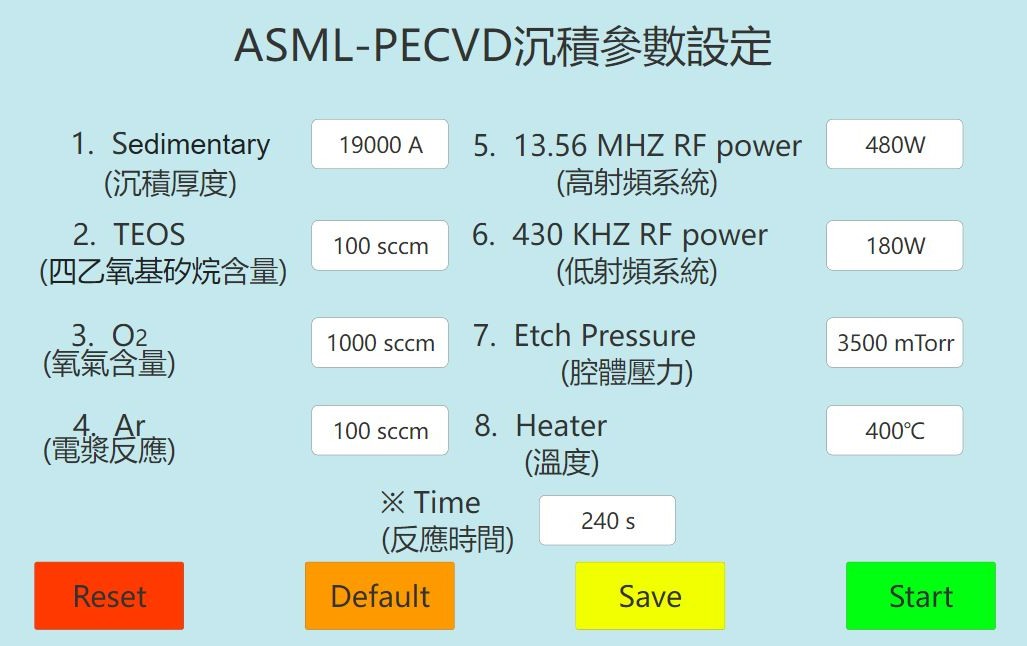 ASML-PECVD沉積參數設定
1. Sedimentary
(沉積厚度)
19000 A
2. TEOS
(四乙氧基矽烷含量)
100 sccm
3. O2
(氧氣含量)
1000 sccm
4. Ar
(電漿反應)
100 sccm
5. 13.56 MHZ RF power
(高射頻系統)
480W
6. 430 KHZ RF power
(低射頻系統)
180W
7. Etch Pressure
(腔體壓力)
3500 mTorr
8. Heater
(溫度)
400℃
※ Time
(反應時間)
240 s
Reset
Default
Save
Start